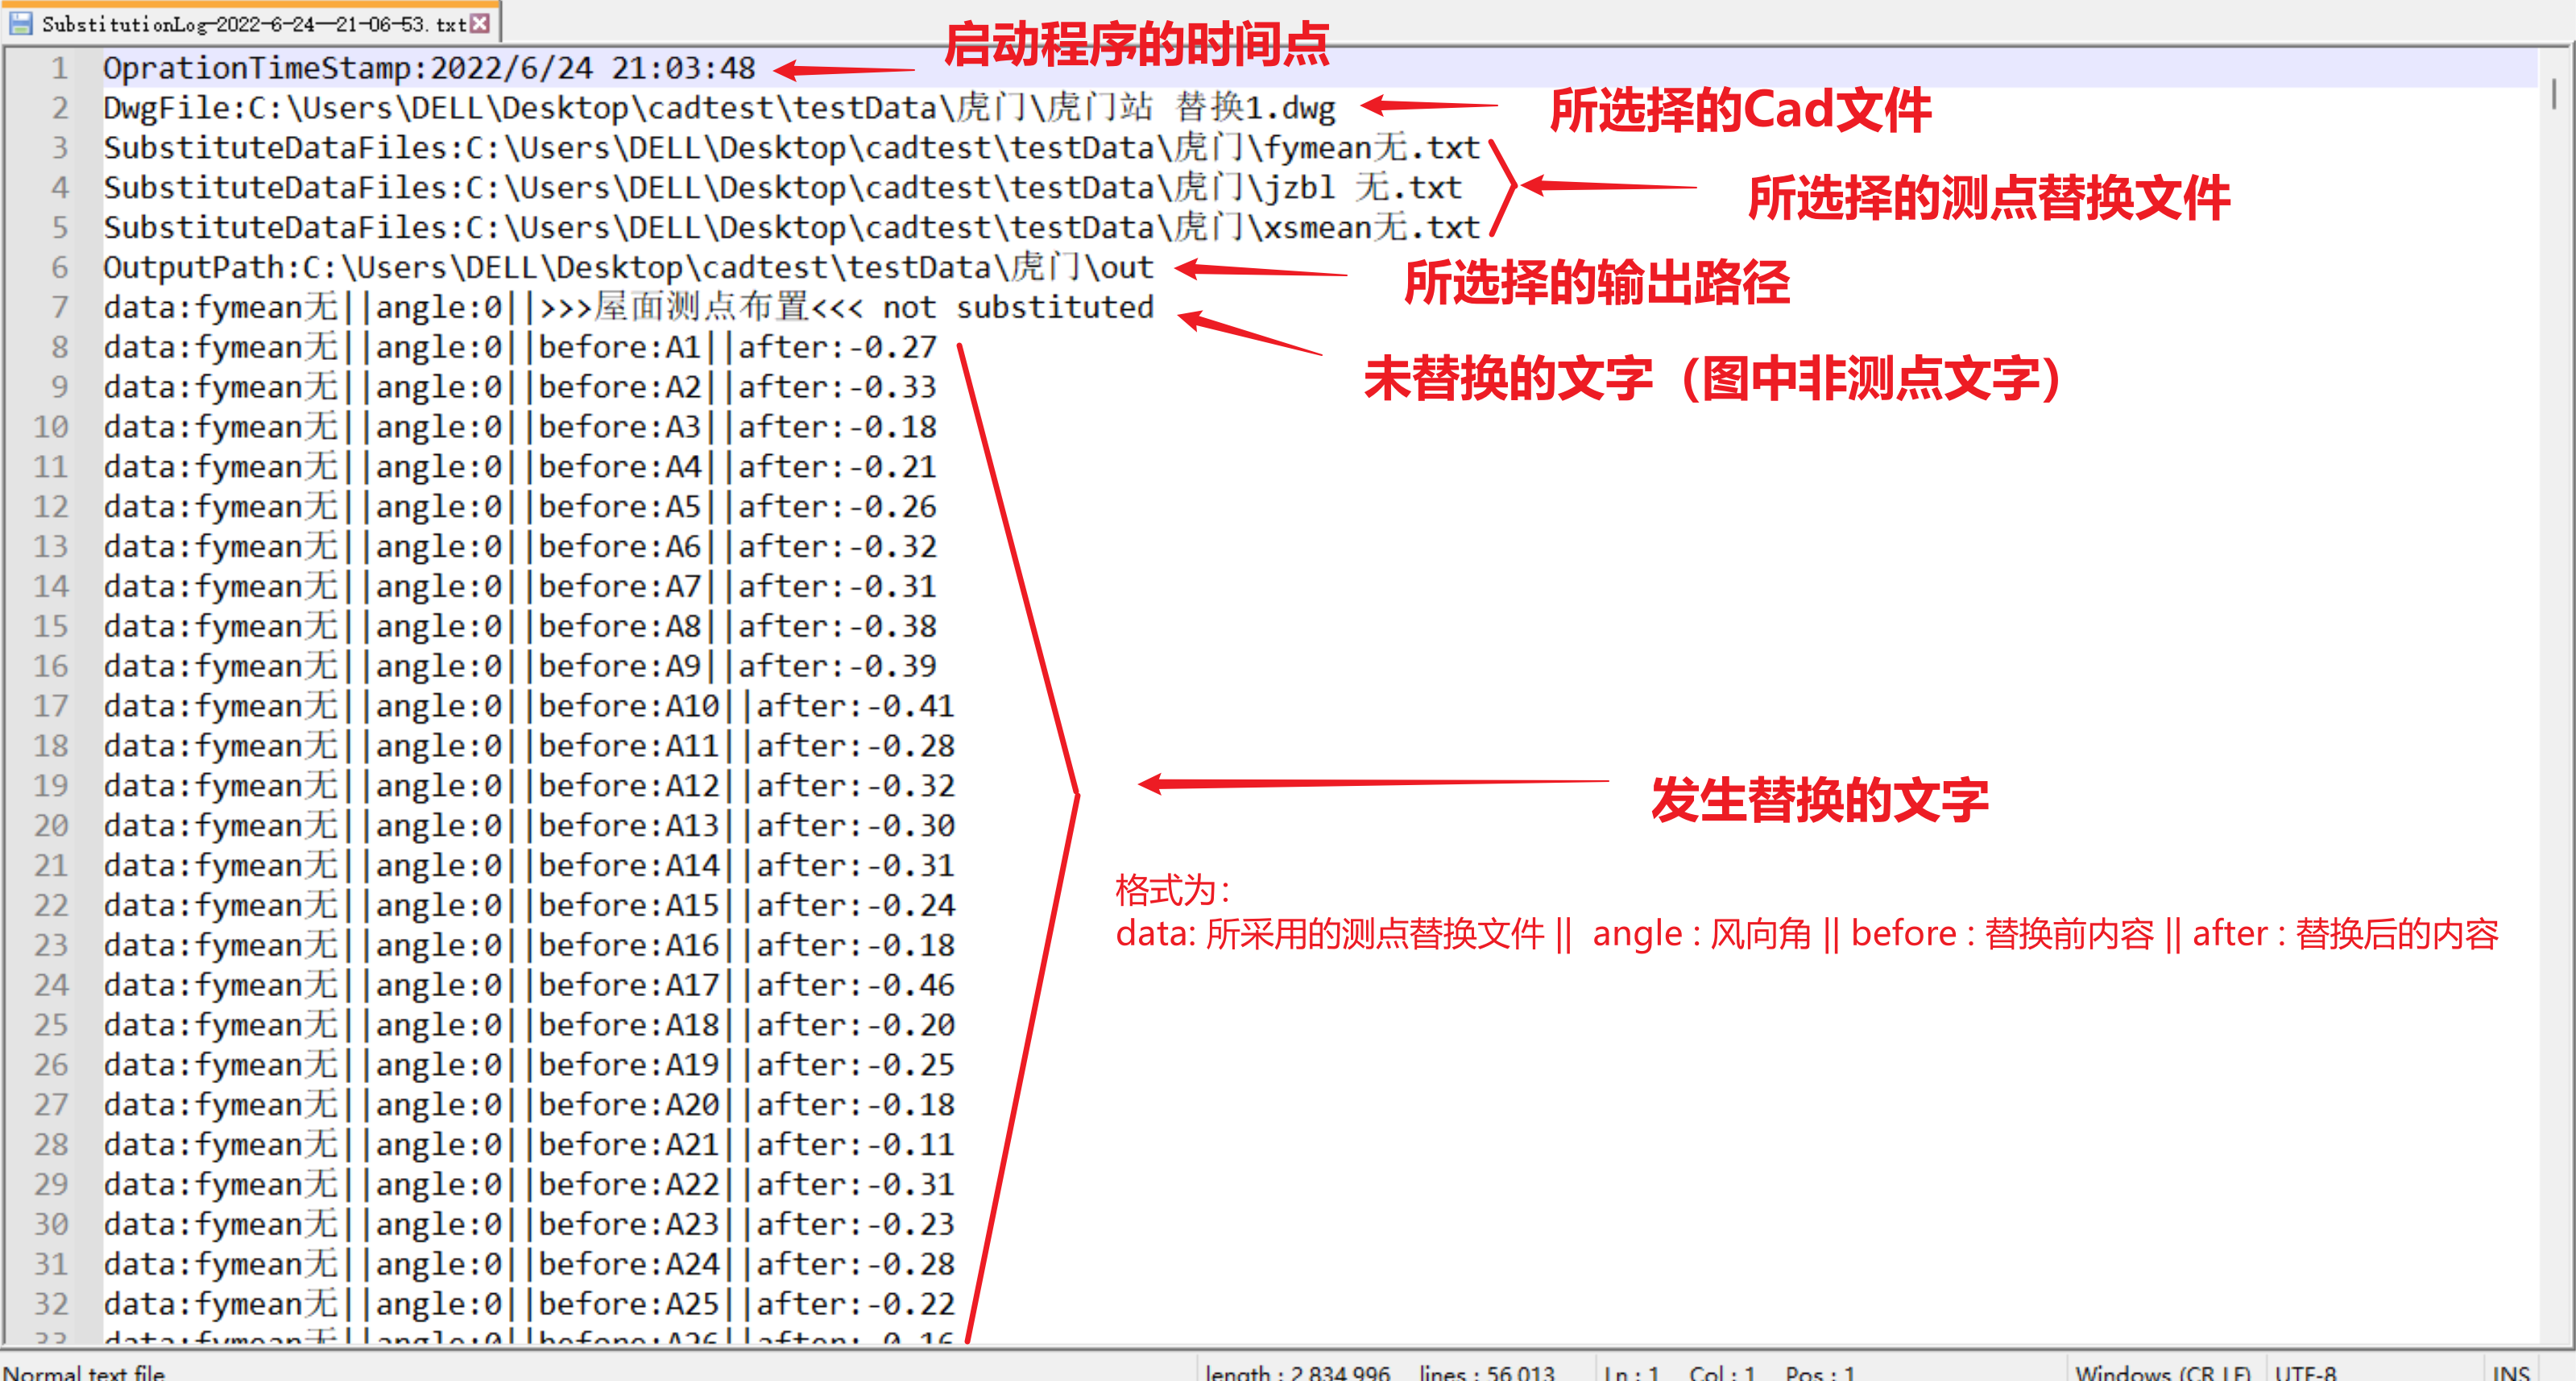 SubstitutionLog-2022-6-24--21-06-53.txt
启动程序的时间点
1 OprationTimeStamp:2022/6/24 21:03:48
2 DwgFile:C:\Users\DELL\Desktop\cadtest\testData\虎门\虎门站 替换1.dwg
所选择的Cad文件
3 SubstituteDataFiles:C:\Users\DELL\Desktop\cadtest\testData\虎门\fymean无.txt
4 SubstituteDataFiles:C:\Users\DELL\Desktop\cadtest\testData\虎门\jzbl 无.txt
所选择的测点替换文件
5 SubstituteDataFiles:C:\Users\DELL\Desktop\cadtest\testData\虎门\xsmean无.txt
6 OutputPath:C:\Users\DELL\Desktop\cadtest\testData\虎门\out
所选择的输出路径
7 data:fymean无||angle:0||>>>屋面测点布置<<< not substituted
未替换的文字（图中非测点文字）
8 data:fymean无||angle:0||before:A1||after:-0.27
9 data:fymean无||angle:0||before:A2||after:-0.33
10 data:fymean无||angle:0||before:A3||after:-0.18
11 data:fymean无||angle:0||before:A4||after:-0.21
12 data:fymean无||angle:0||before:A5||after:-0.26
13 data:fymean无||angle:0||before:A6||after:-0.32
14 data:fymean无||angle:0||before:A7||after:-0.31
15 data:fymean无||angle:0||before:A8||after:-0.38
16 data:fymean无||angle:0||before:A9||after:-0.39
17 data:fymean无||angle:0||before:A10||after:-0.41
18 data:fymean无||angle:0||before:A11||after:-0.28
19 data:fymean无||angle:0||before:A12||after:-0.32
20 data:fymean无||angle:0||before:A13||after:-0.30
21 data:fymean无||angle:0||before:A14||after:-0.31
22 data:fymean无||angle:0||before:A15||after:-0.24
23 data:fymean无||angle:0||before:A16||after:-0.18
24 data:fymean无||angle:0||before:A17||after:-0.46
25 data:fymean无||angle:0||before:A18||after:-0.20
26 data:fymean无||angle:0||before:A19||after:-0.25
27 data:fymean无||angle:0||before:A20||after:-0.18
28 data:fymean无||angle:0||before:A21||after:-0.11
29 data:fymean无||angle:0||before:A22||after:-0.31
30 data:fymean无||angle:0||before:A23||after:-0.23
31 data:fymean无||angle:0||before:A24||after:-0.28
32 data:fymean无||angle:0||before:A25||after:-0.22
33 data:fymean无||angle:0||before:A26||after:-0.16
发生替换的文字
格式为：
data: 所采用的测点替换文件 || angle : 风向角 || before : 替换前内容 || after : 替换后的内容
Normal text file length : 2,834,996 lines : 56,013 Ln : 1 Col : 1 Pos : 1 Windows (CR LF) UTF-8 INS